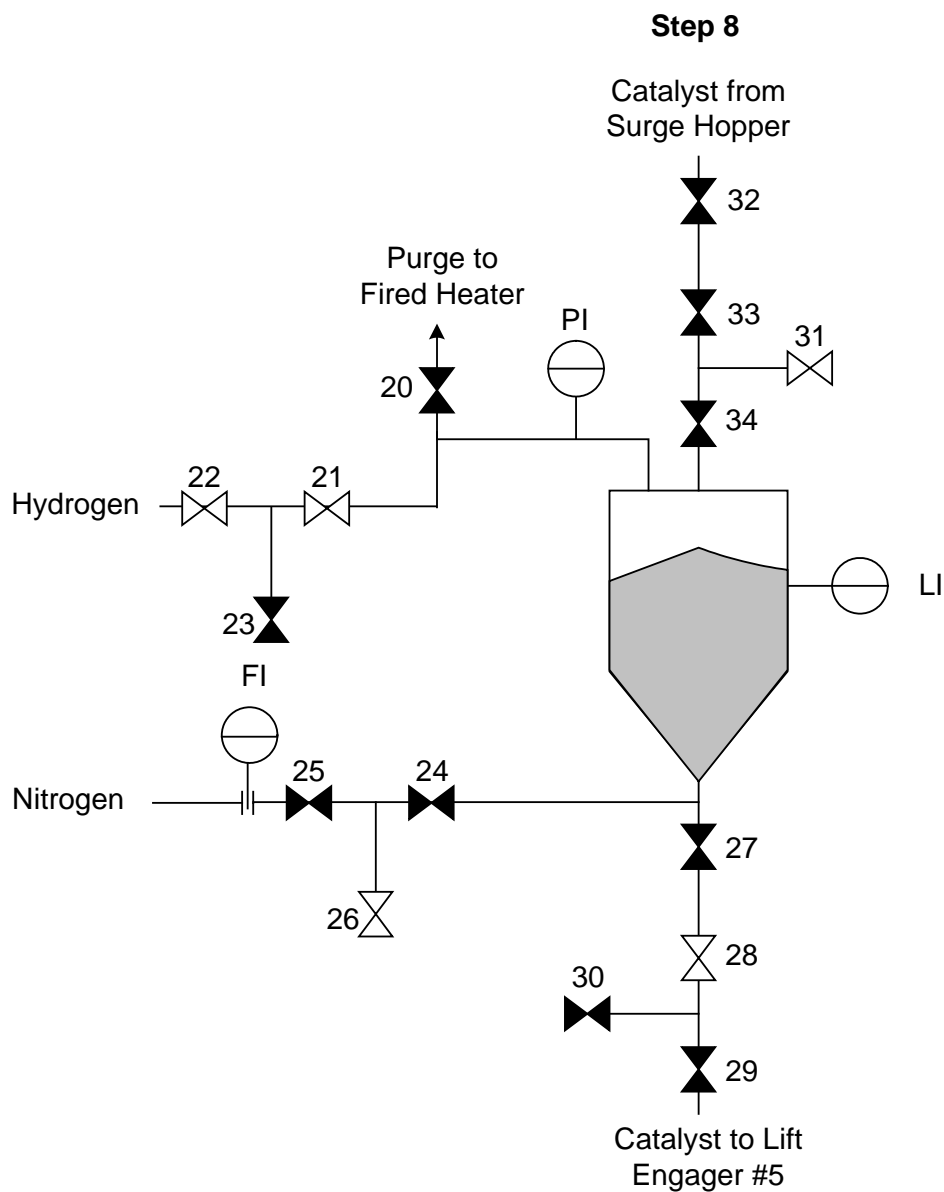 Step 8
Catalyst from
Surge Hopper
32
Purge to
Fired Heater
33
PI
31
20
34
22
21
Hydrogen
LI
23
FI
25
24
Nitrogen
27
26
28
30
29
Catalyst to Lift
Engager #5